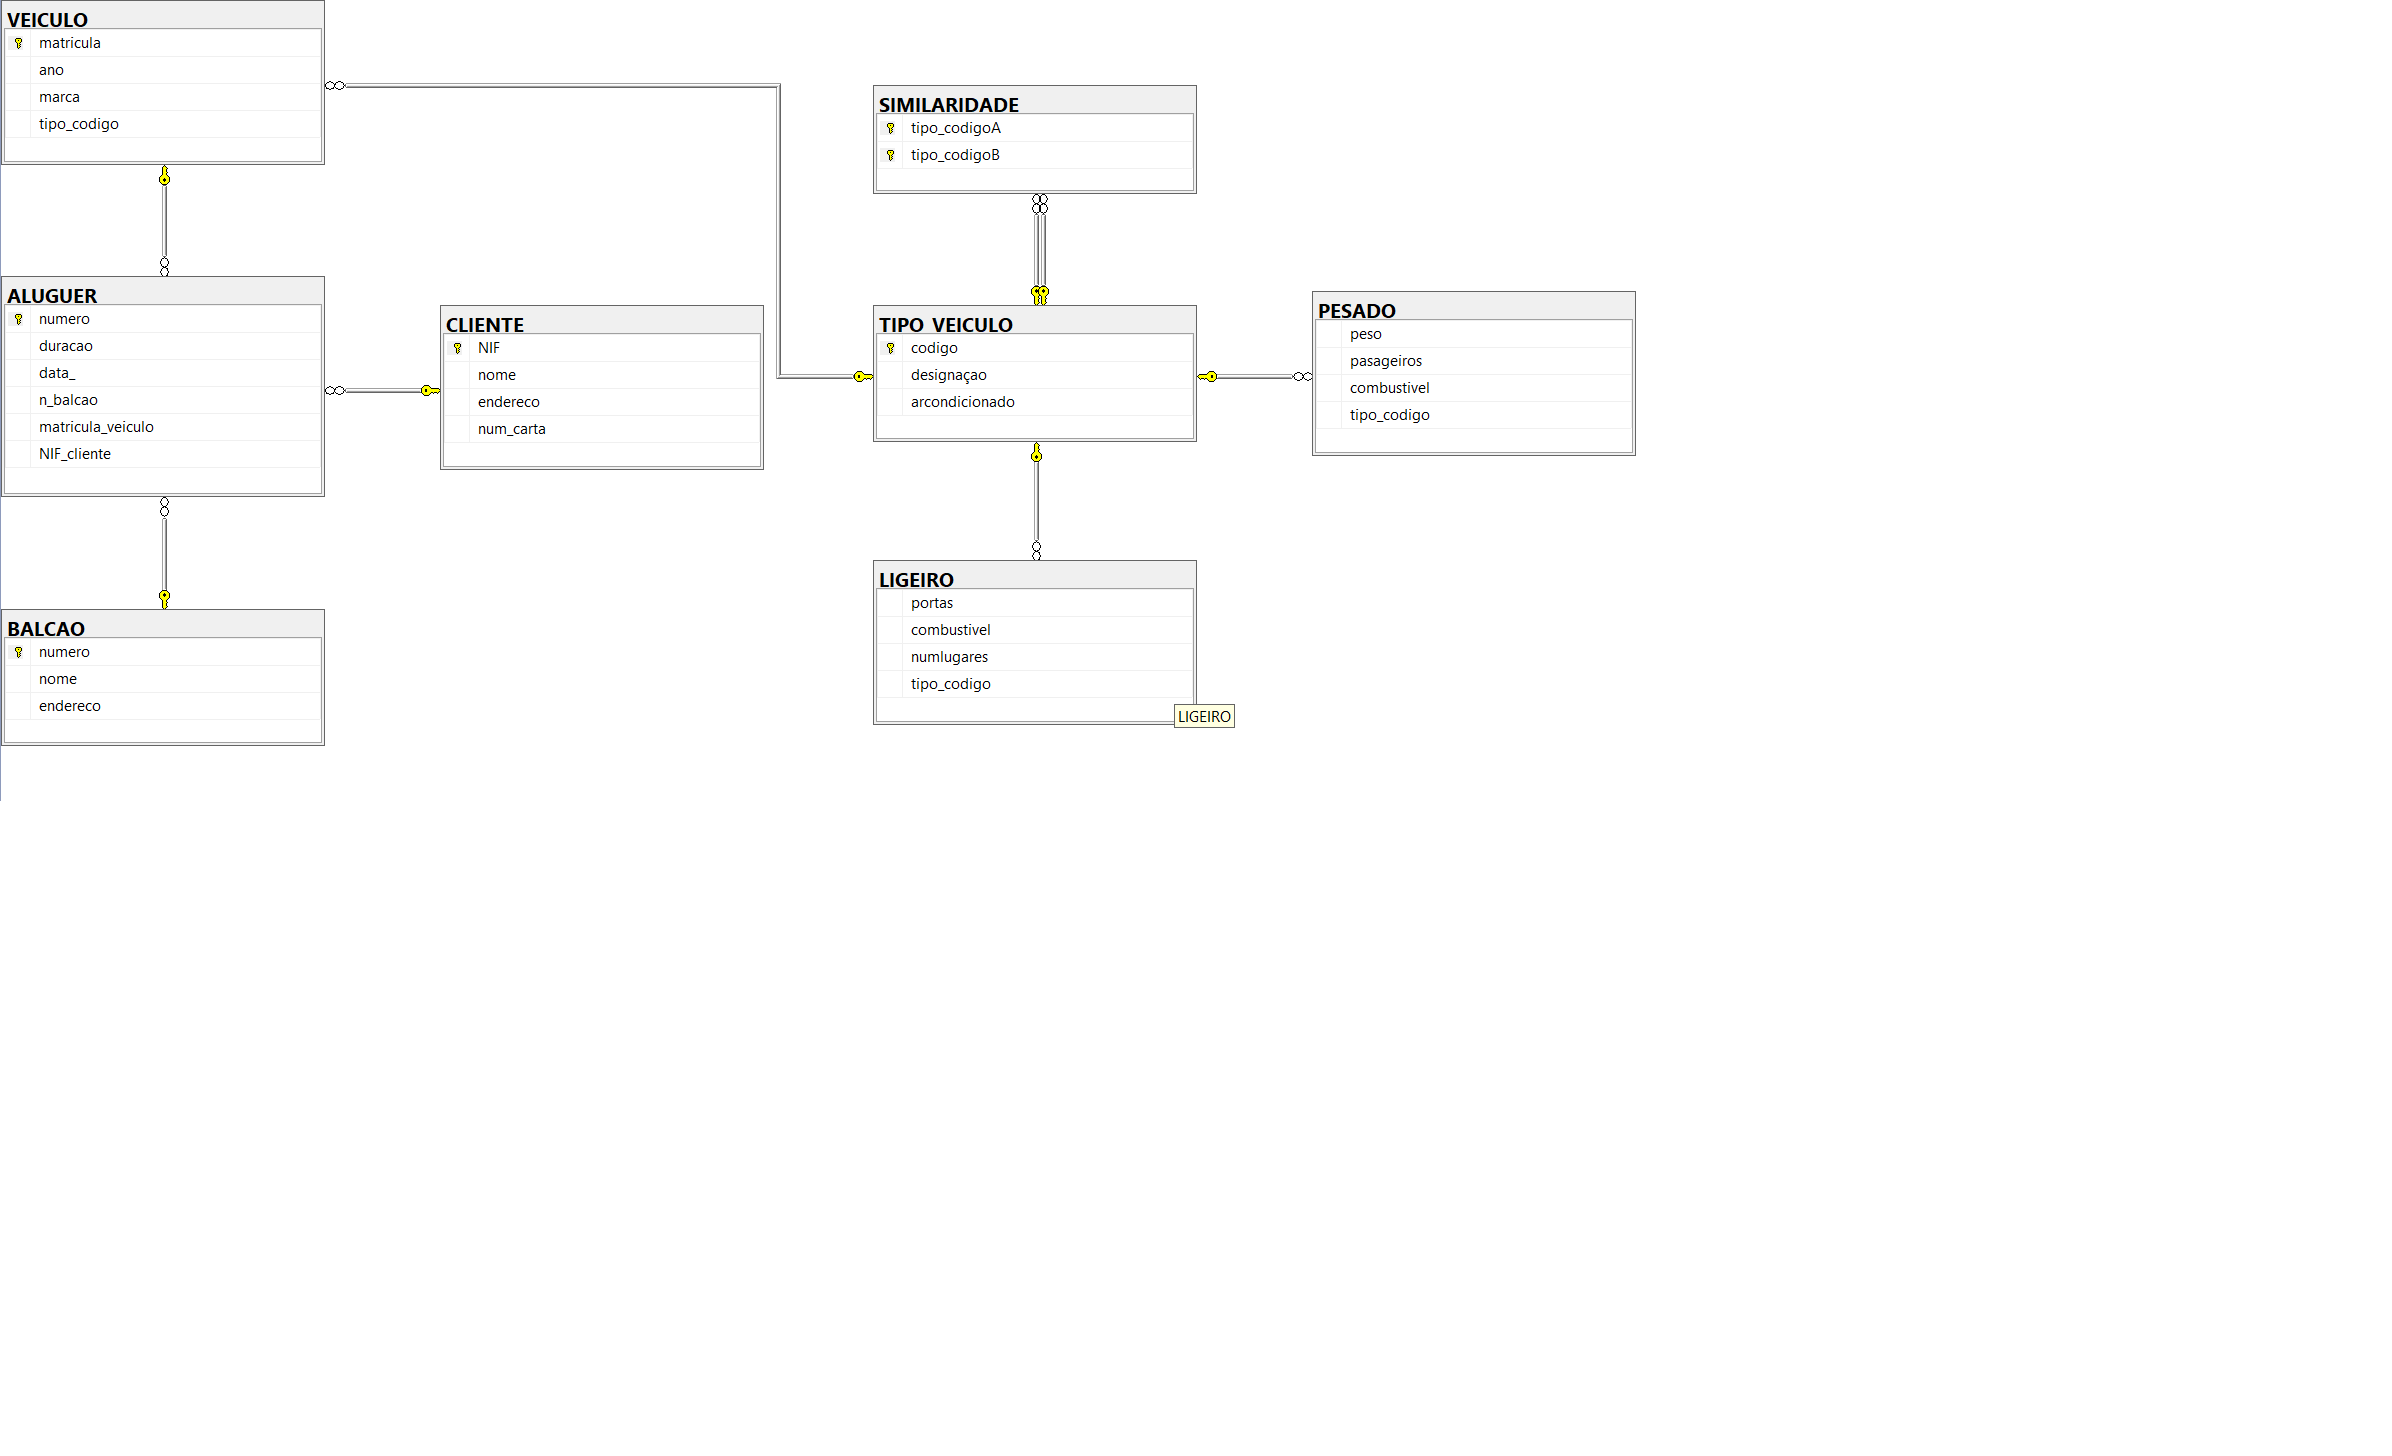 VEICULO
matricula
ano
marca
tipo_codigo
ALUGUER
numero
duracao
data_
n_balcao
matricula_veiculo
NIF_cliente
BALCAO
numero
nome
endereco
CLIENTE
NIF
nome
endereco
num_carta
SIMILARIDADE
tipo_codigoA
tipo_codigoB
TIPO_VEICULO
codigo
designaçao
arcondicionado
LIGEIRO
portas
combustivel
numlugares
tipo_codigo
LIGEIRO
PESADO
peso
pasageiros
combustivel
tipo_codigo